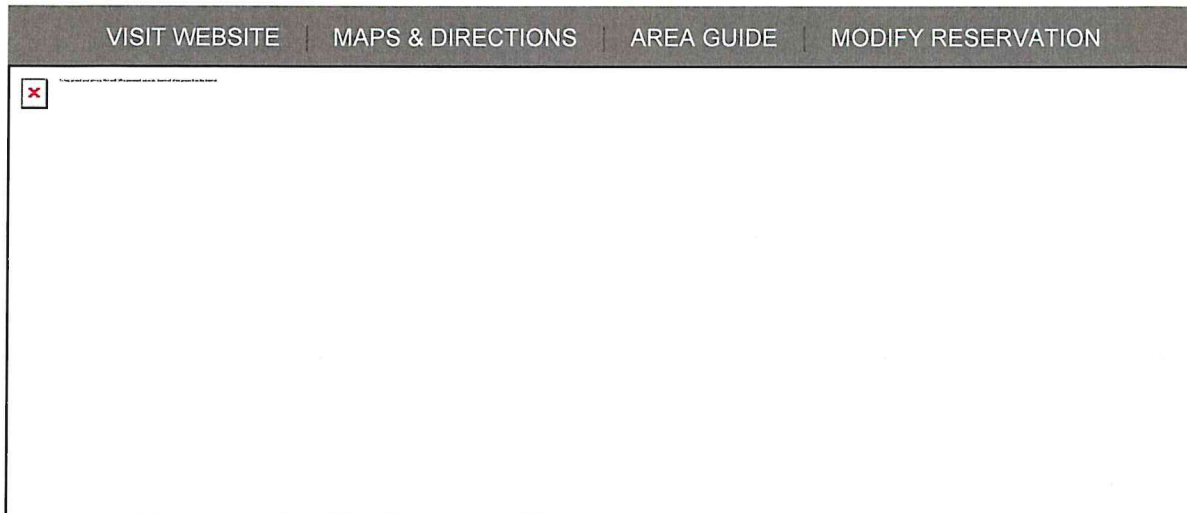 VISIT WEBSITE | MAPS & DIRECTIONS | AREA GUIDE | MODIFY RESERVATION